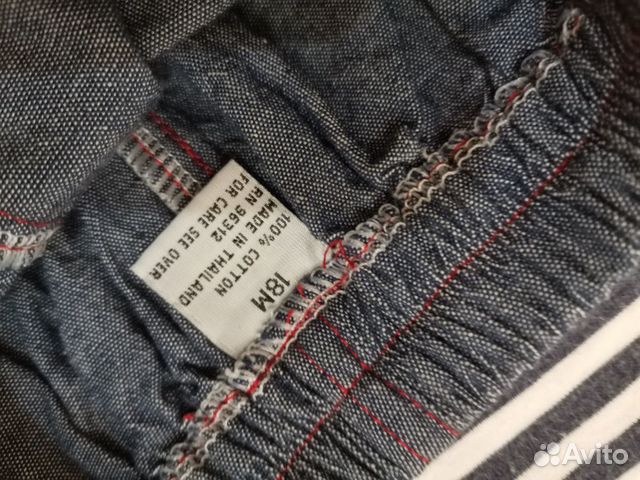 18M
100% COTTON
MADE IN THAILAND
RN 96312
FOR CARE SEE OVER
Avito